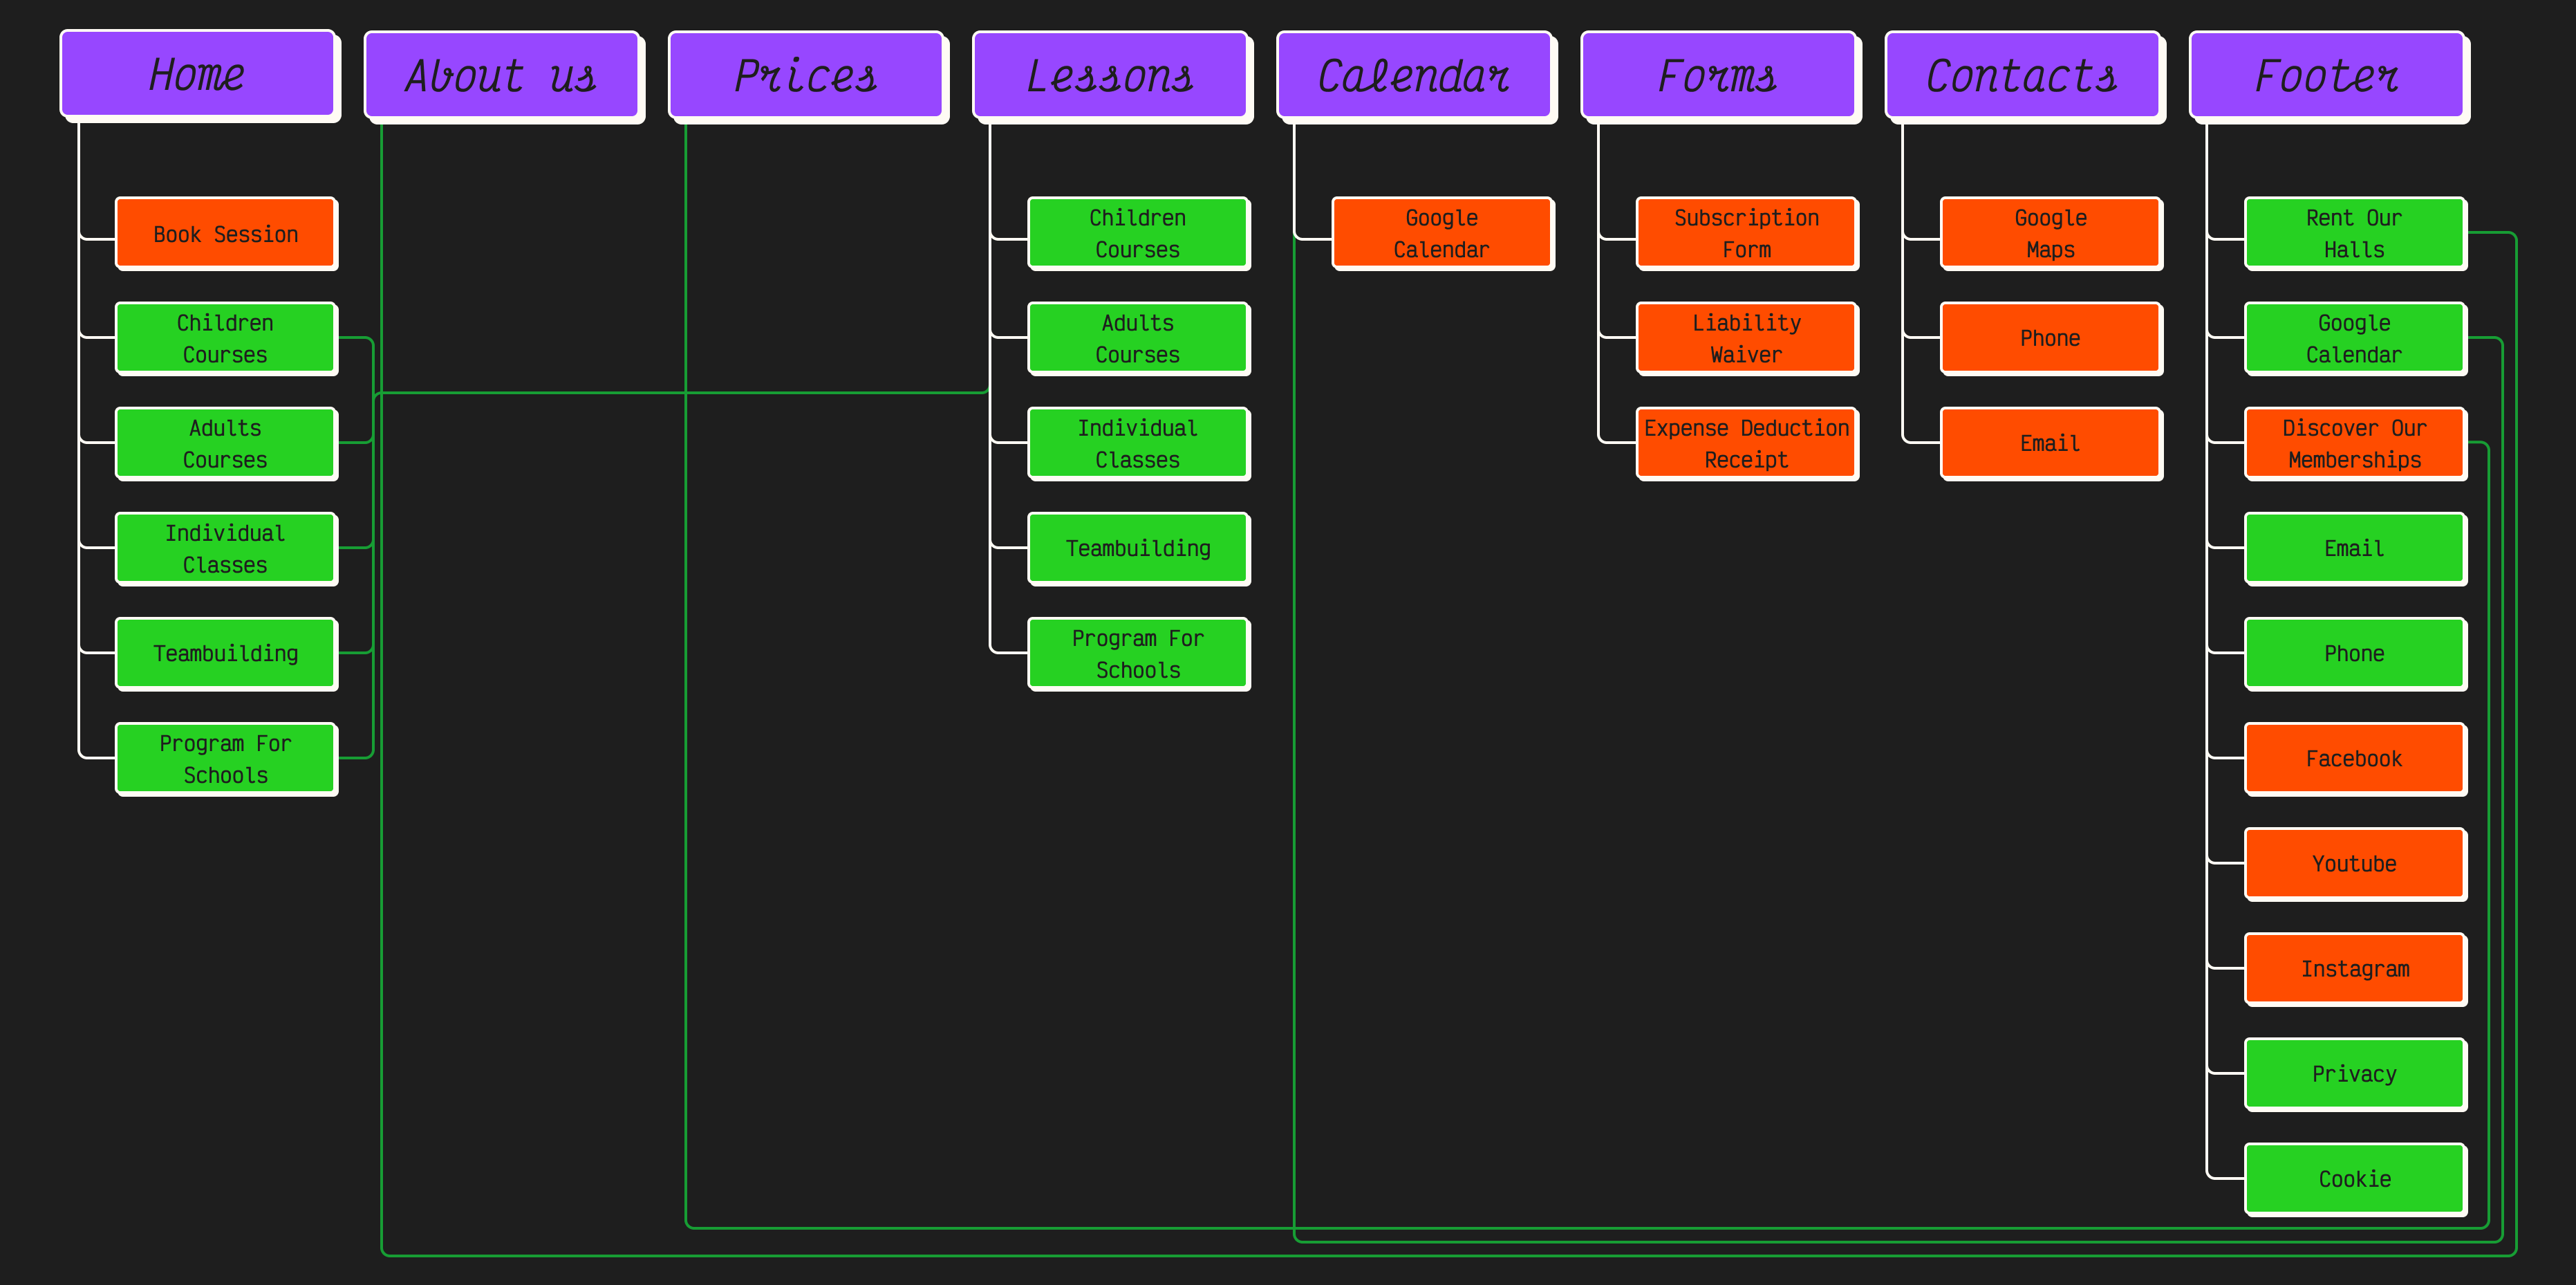 Home
About us
Prices
Lessons
Calendar
Forms
Contacts
Footer
Book Session
Children
Courses
Adults
Courses
Individual
Classes
Teambuilding
Program For
Schools
Children
Courses
Adults
Courses
Individual
Classes
Teambuilding
Program For
Schools
Google
Calendar
Subscription
Form
Liability
Waiver
Expense Deduction
Receipt
Google
Maps
Phone
Email
Rent Our
Halls
Google
Calendar
Discover Our
Memberships
Email
Phone
Facebook
Youtube
Instagram
Privacy
Cookie